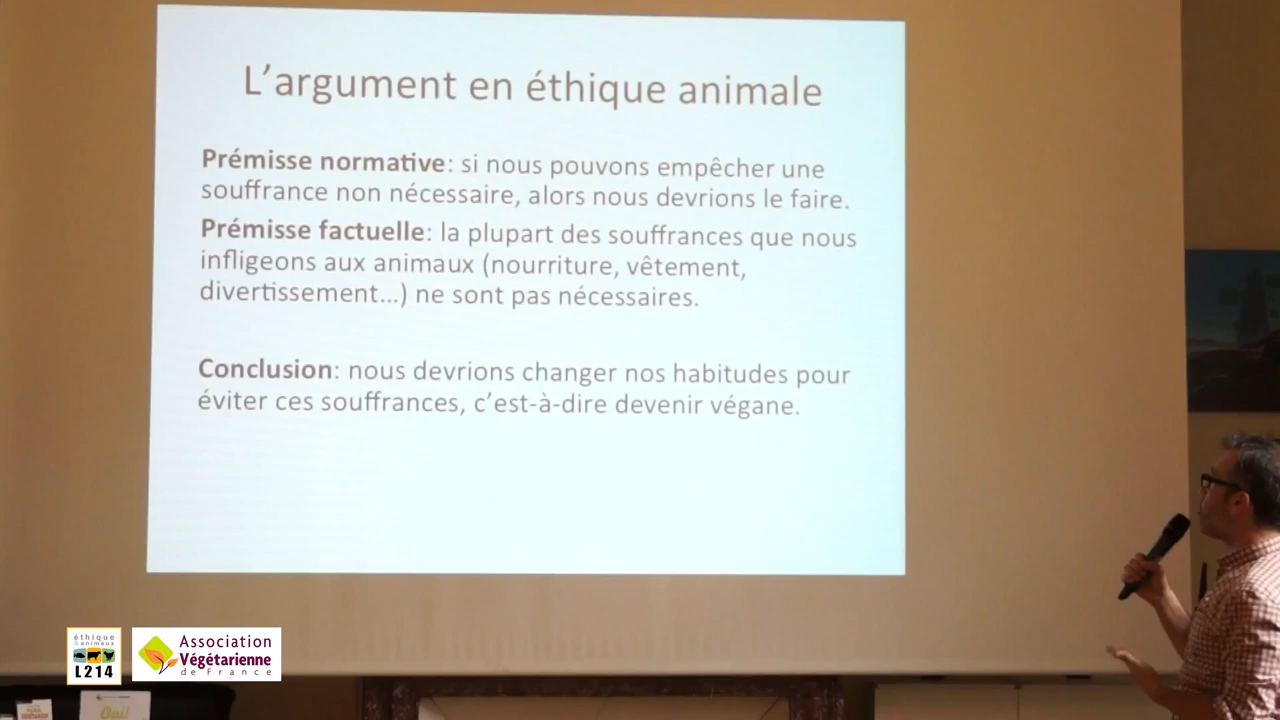 L'argument en éthique animale
Prémisse normative: si nous pouvons empêcher une
souffrance non nécessaire, alors nous devrions le faire.
Prémisse factuelle: la plupart des souffrances que nous
infligeons aux animaux (nourriture, vêtement,
divertissement...) ne sont pas nécessaires.
Conclusion: nous devrions changer nos habitudes pour
éviter ces souffrances, c'est-à-dire devenir végane.
éthique
& animaux
L214
Association
Végétarienne
de France
Oui!